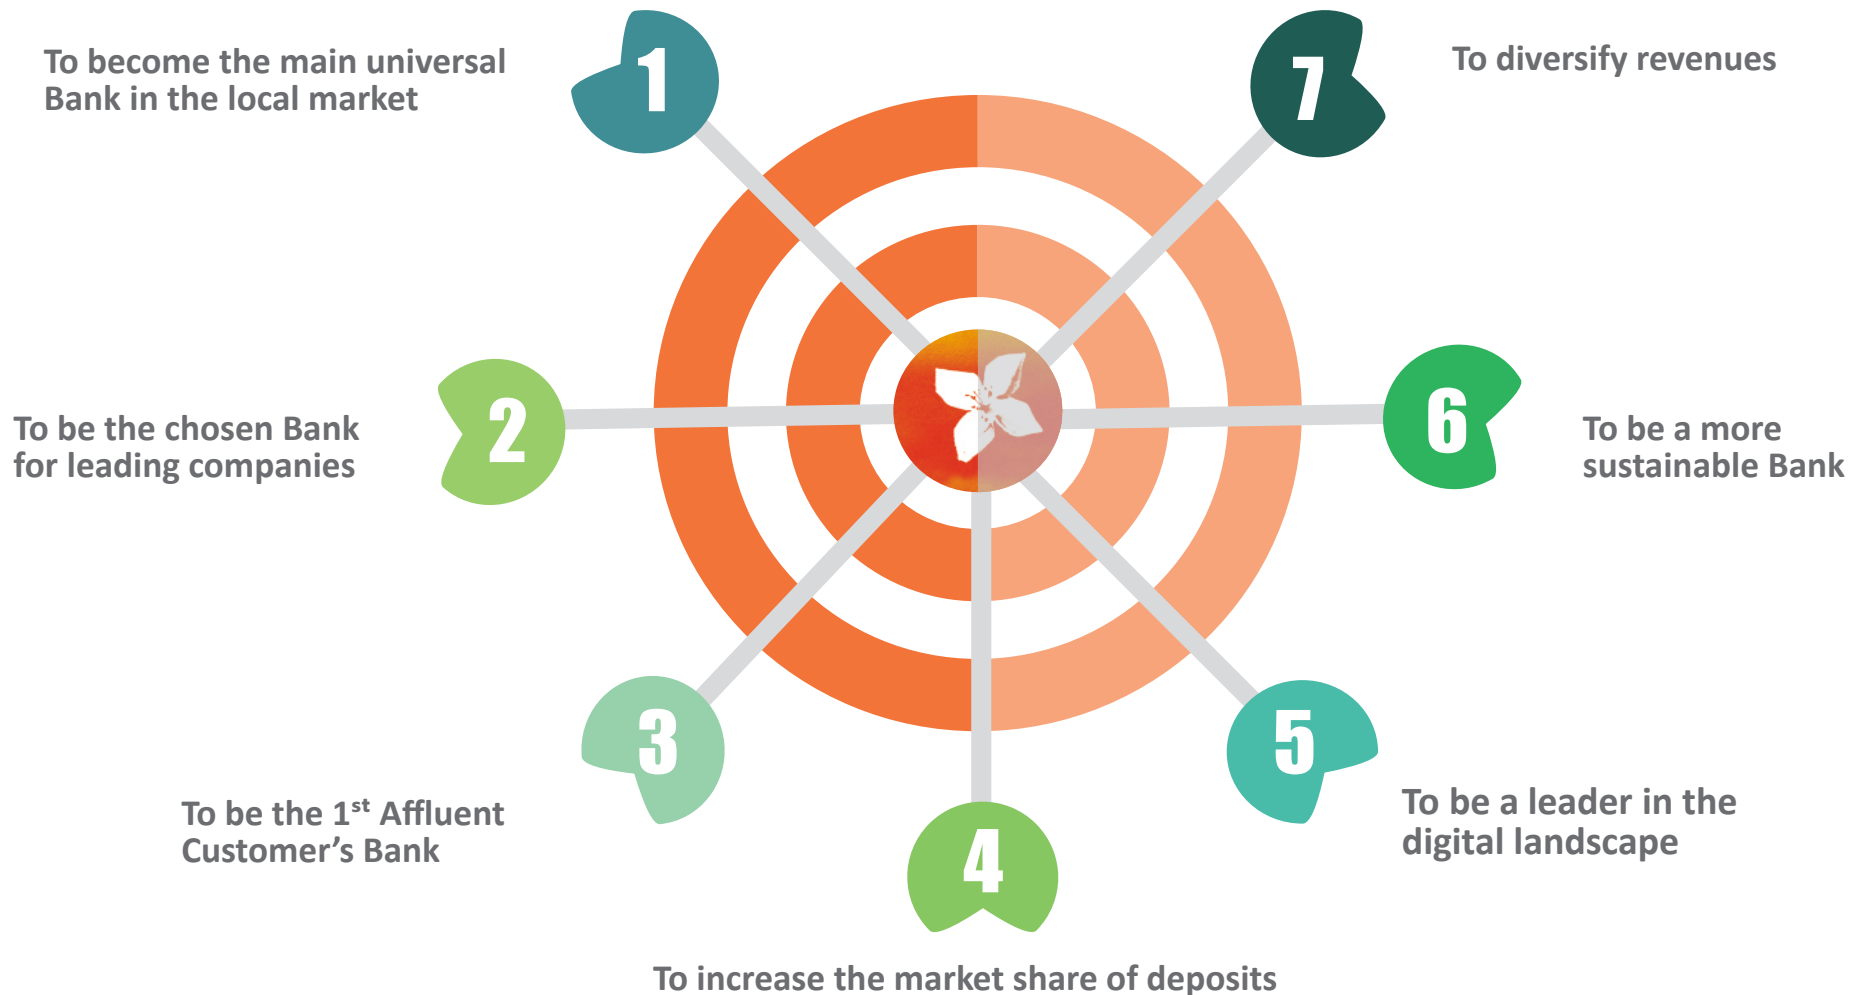 1
To become the main universal
Bank in the local market
2
To be the chosen Bank
for leading companies
3
To be the 1st Affluent
Customer’s Bank
4
To increase the market share of deposits
5
To be a leader in the
digital landscape
6
To be a more
sustainable Bank
7
To diversify revenues